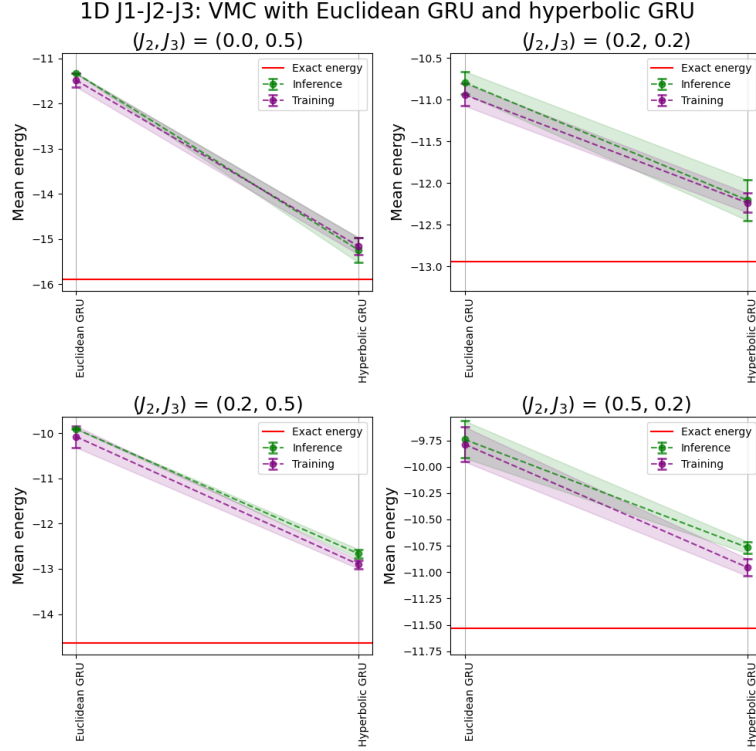 1D J1-J2-J3: VMC with Euclidean GRU and hyperbolic GRU
(J₂, J₃) = (0.0, 0.5)
Mean energy
−11
−12
−13
−14
−15
−16
Exact energy
Inference
Training
Euclidean GRU
Hyperbolic GRU
(J₂, J₃) = (0.2, 0.2)
Mean energy
−10.5
−11.0
−11.5
−12.0
−12.5
−13.0
Exact energy
Inference
Training
Euclidean GRU
Hyperbolic GRU
(J₂, J₃) = (0.2, 0.5)
Mean energy
−10
−11
−12
−13
−14
Exact energy
Inference
Training
Euclidean GRU
Hyperbolic GRU
(J₂, J₃) = (0.5, 0.2)
Mean energy
−9.75
−10.00
−10.25
−10.50
−10.75
−11.00
−11.25
−11.50
−11.75
Exact energy
Inference
Training
Euclidean GRU
Hyperbolic GRU